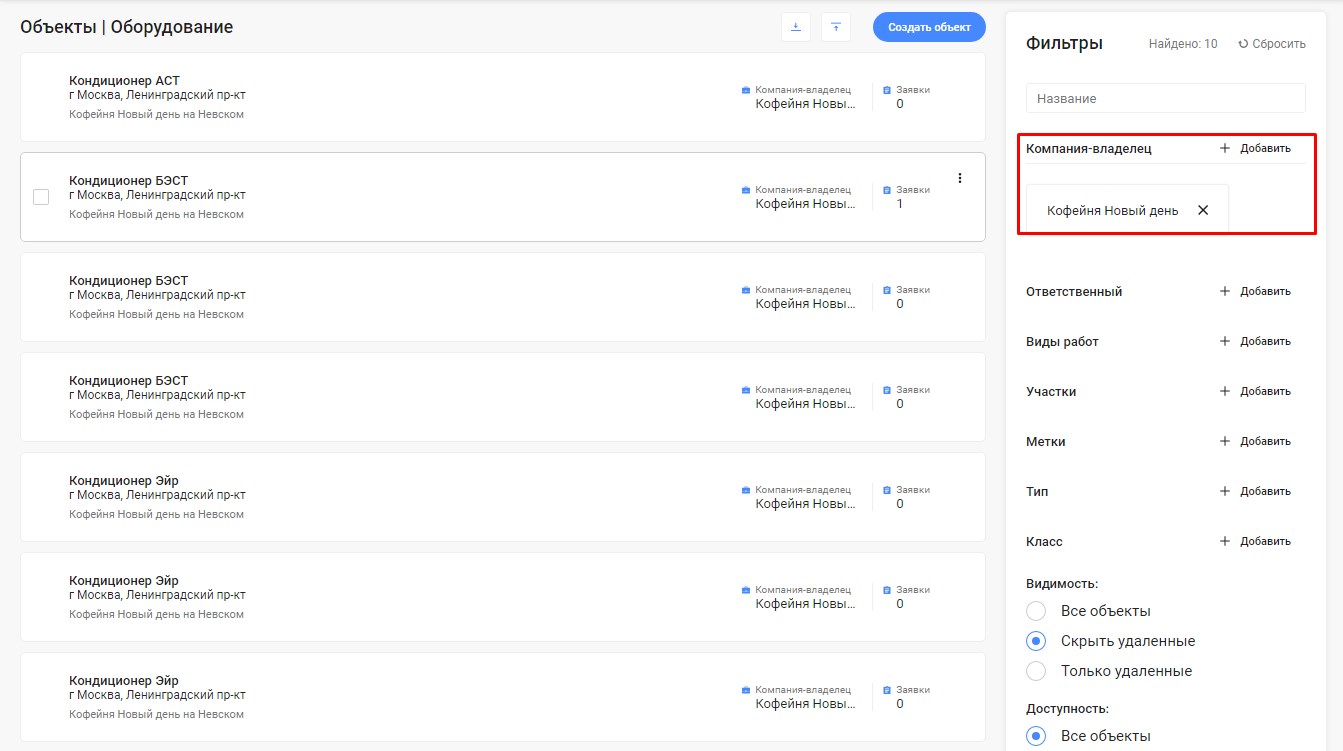 Объекты | Оборудование
Создать объект
Кондиционер АСТ
г Москва, Ленинградский пр-кт
Кофейня Новый день на Невском
Компания-владелец
Кофейня Новы...
Заявки
0
Кондиционер БЭСТ
г Москва, Ленинградский пр-кт
Кофейня Новый день на Невском
Компания-владелец
Кофейня Новы...
Заявки
1
Кондиционер БЭСТ
г Москва, Ленинградский пр-кт
Кофейня Новый день на Невском
Компания-владелец
Кофейня Новы...
Заявки
0
Кондиционер БЭСТ
г Москва, Ленинградский пр-кт
Кофейня Новый день на Невском
Компания-владелец
Кофейня Новы...
Заявки
0
Кондиционер Эйр
г Москва, Ленинградский пр-кт
Кофейня Новый день на Невском
Компания-владелец
Кофейня Новы...
Заявки
0
Кондиционер Эйр
г Москва, Ленинградский пр-кт
Кофейня Новый день на Невском
Компания-владелец
Кофейня Новы...
Заявки
0
Кондиционер Эйр
г Москва, Ленинградский пр-кт
Кофейня Новый день на Невском
Компания-владелец
Кофейня Новы...
Заявки
0
Фильтры
Найдено: 10
Сбросить
Название
Компания-владелец
Добавить
Кофейня Новый день
Ответственный
Добавить
Виды работ
Добавить
Участки
Добавить
Метки
Добавить
Тип
Добавить
Класс
Добавить
Видимость:
Все объекты
Скрыть удаленные
Только удаленные
Доступность:
Все объекты